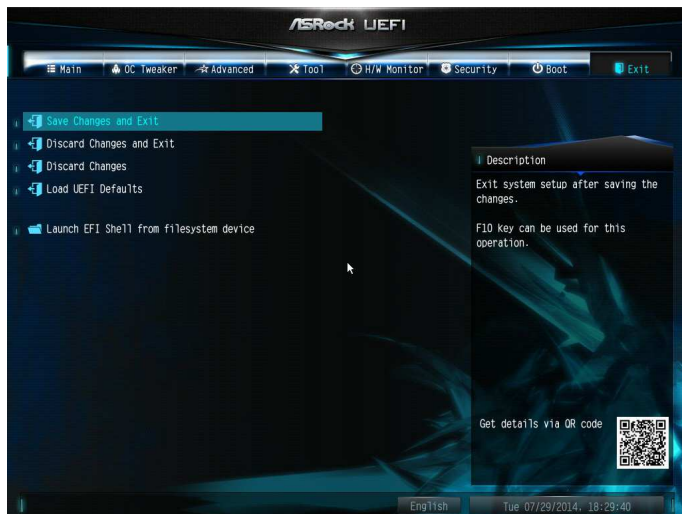 ASRock UEFI
Main OC Tweaker Advanced Tool H/W Monitor Security Boot Exit
Save Changes and Exit
Discard Changes and Exit
Discard Changes
Load UEFI Defaults
Launch EFI Shell from filesystem device
Description
Exit system setup after saving the
changes.
F10 key can be used for this
operation.
Get details via QR code
English Tue 07/29/2014. 18:29:40